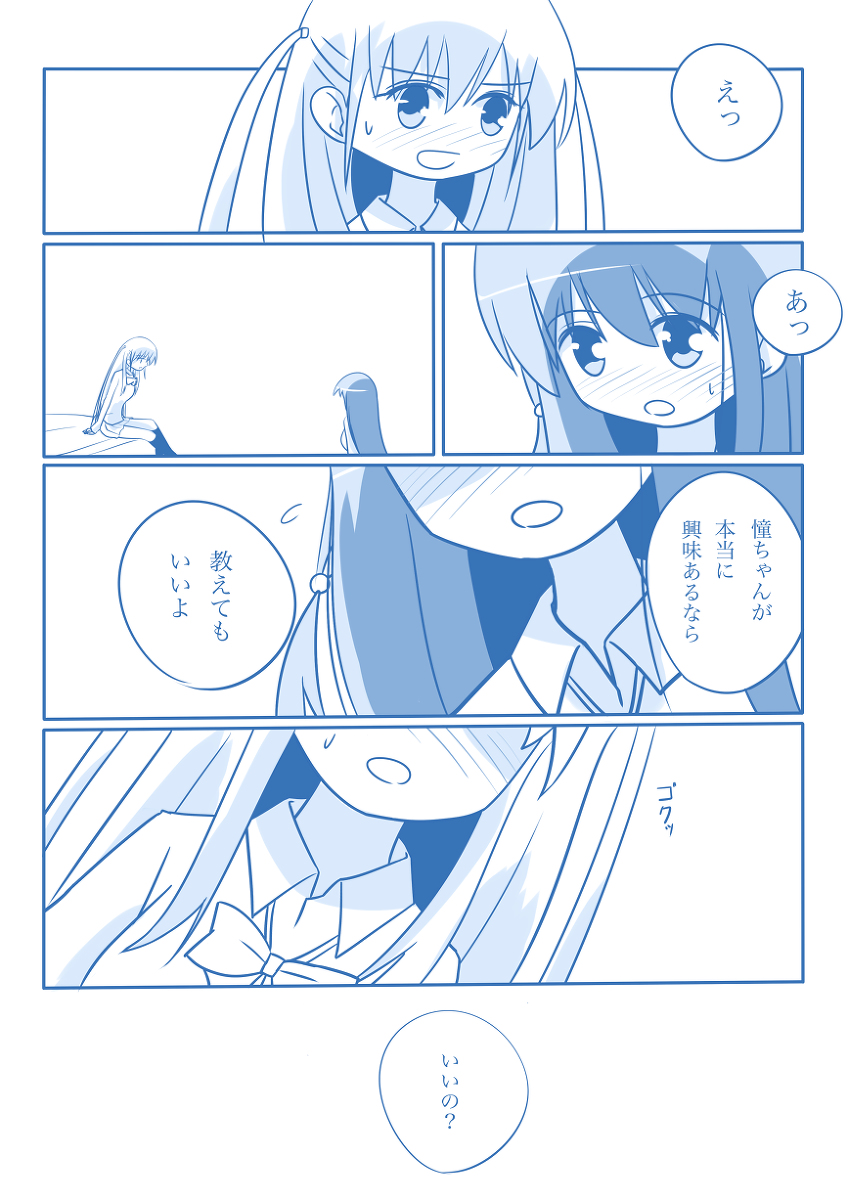 えっ
あっ
憧ちゃんが
本当に
興味あるなら
教えても
いいよ
ゴクッ
いいの？